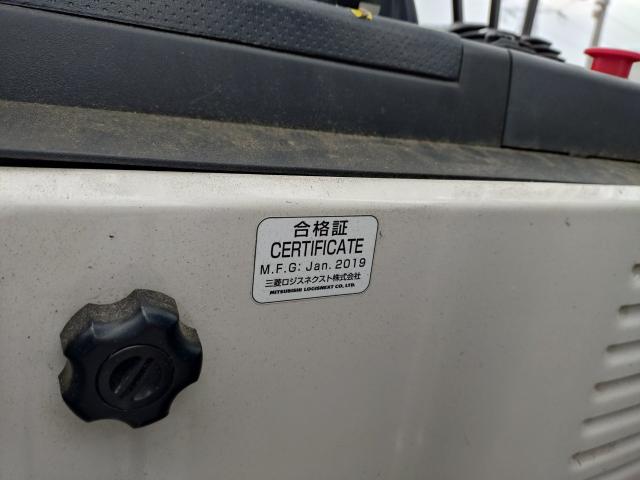 合格証
CERTIFICATE
M.F.G: Jan. 2019
三菱ロジスネクスト株式会社
MITSUBISHI LOGISNEXT CO., LTD.